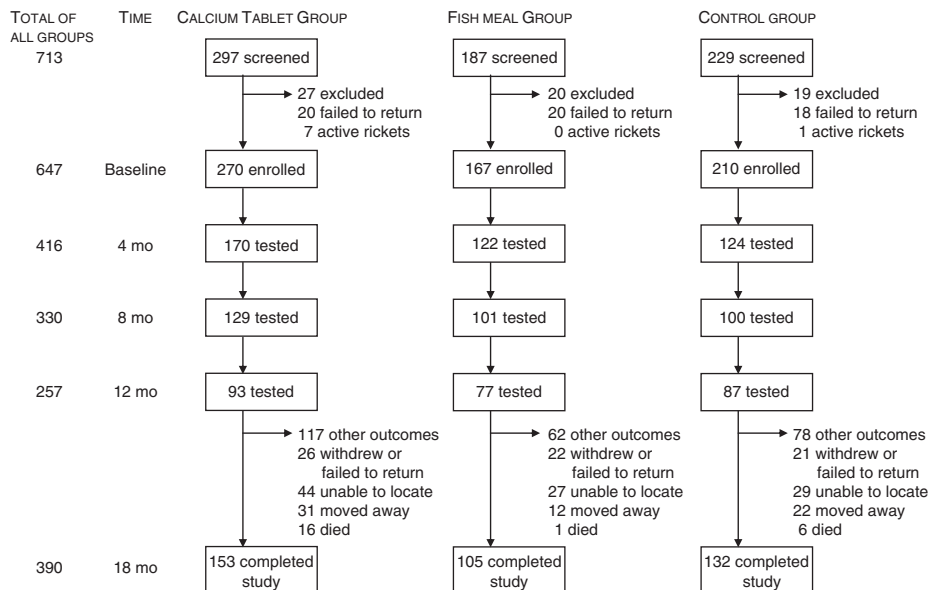 TOTAL OF ALL GROUPS
TIME
CALCIUM TABLET GROUP
FISH MEAL GROUP
CONTROL GROUP
713
297 screened
187 screened
229 screened
27 excluded
20 failed to return
7 active rickets
20 excluded
20 failed to return
0 active rickets
19 excluded
18 failed to return
1 active rickets
647
Baseline
270 enrolled
167 enrolled
210 enrolled
416
4 mo
170 tested
122 tested
124 tested
330
8 mo
129 tested
101 tested
100 tested
257
12 mo
93 tested
77 tested
87 tested
117 other outcomes
26 withdrew or
failed to return
44 unable to locate
31 moved away
16 died
62 other outcomes
22 withdrew or
failed to return
27 unable to locate
12 moved away
1 died
78 other outcomes
21 withdrew or
failed to return
29 unable to locate
22 moved away
6 died
390
18 mo
153 completed
study
105 completed
study
132 completed
study